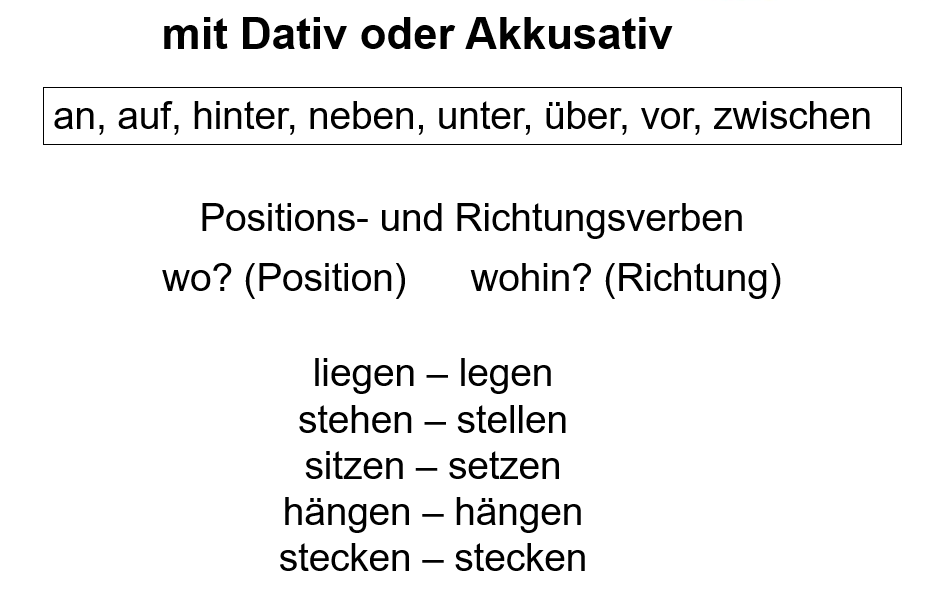 mit Dativ oder Akkusativ
an, auf, hinter, neben, unter, über, vor, zwischen
Positions- und Richtungsverben
wo? (Position) wohin? (Richtung)
liegen – legen
stehen – stellen
sitzen – setzen
hängen – hängen
stecken – stecken